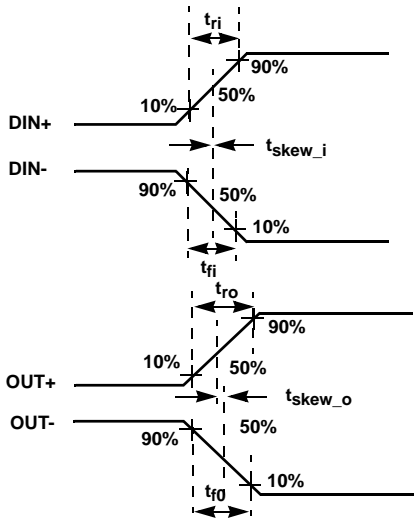 tri
90%
10%
50%
DIN+
tskew_i
DIN-
90%
50%
10%
tfi
tro
90%
10%
50%
OUT+
tskew_o
OUT-
50%
90%
10%
tf0